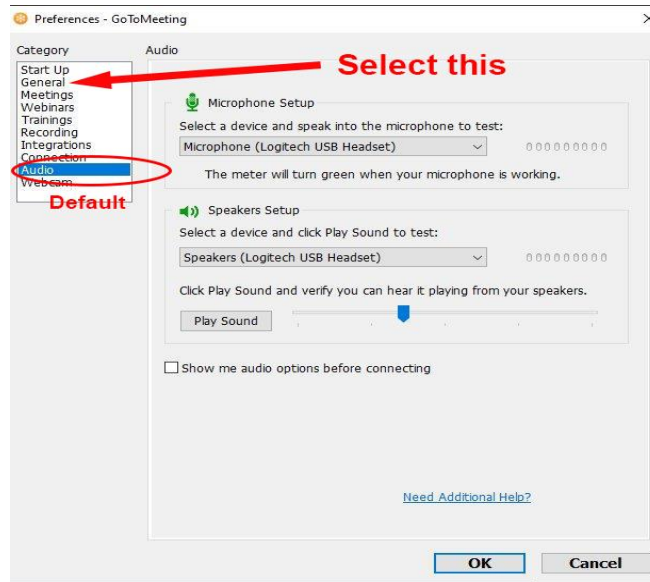 Preferences - GoToMeeting
Category
Audio
Select this
Start Up
General
Meetings
Webinars
Trainings
Recording
Integrations
Connection
Audio
Webcam
Default
Microphone Setup
Select a device and speak into the microphone to test:
Microphone (Logitech USB Headset)
000000000
The meter will turn green when your microphone is working.
Speakers Setup
Select a device and click Play Sound to test:
Speakers (Logitech USB Headset)
000000000
Click Play Sound and verify you can hear it playing from your speakers.
Play Sound
Show me audio options before connecting
Need Additional Help?
OK
Cancel